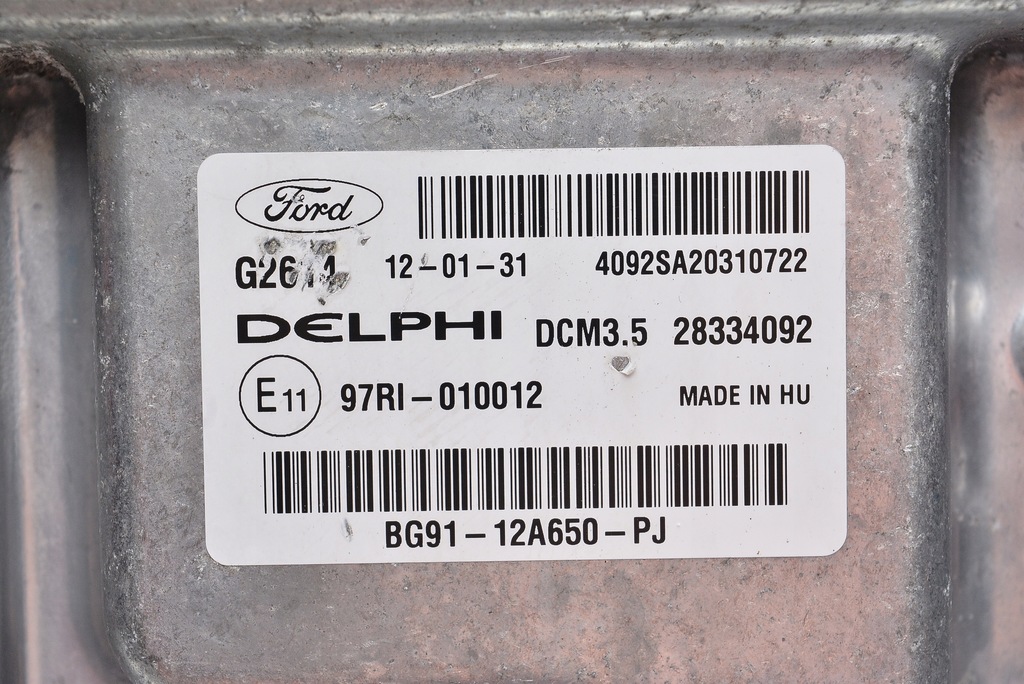 Ford
12-01-31 4092SA20310722
DELPHI DCM3.5 28334092
E11 97RI-010012 MADE IN HU
BG91-12A650-PJ